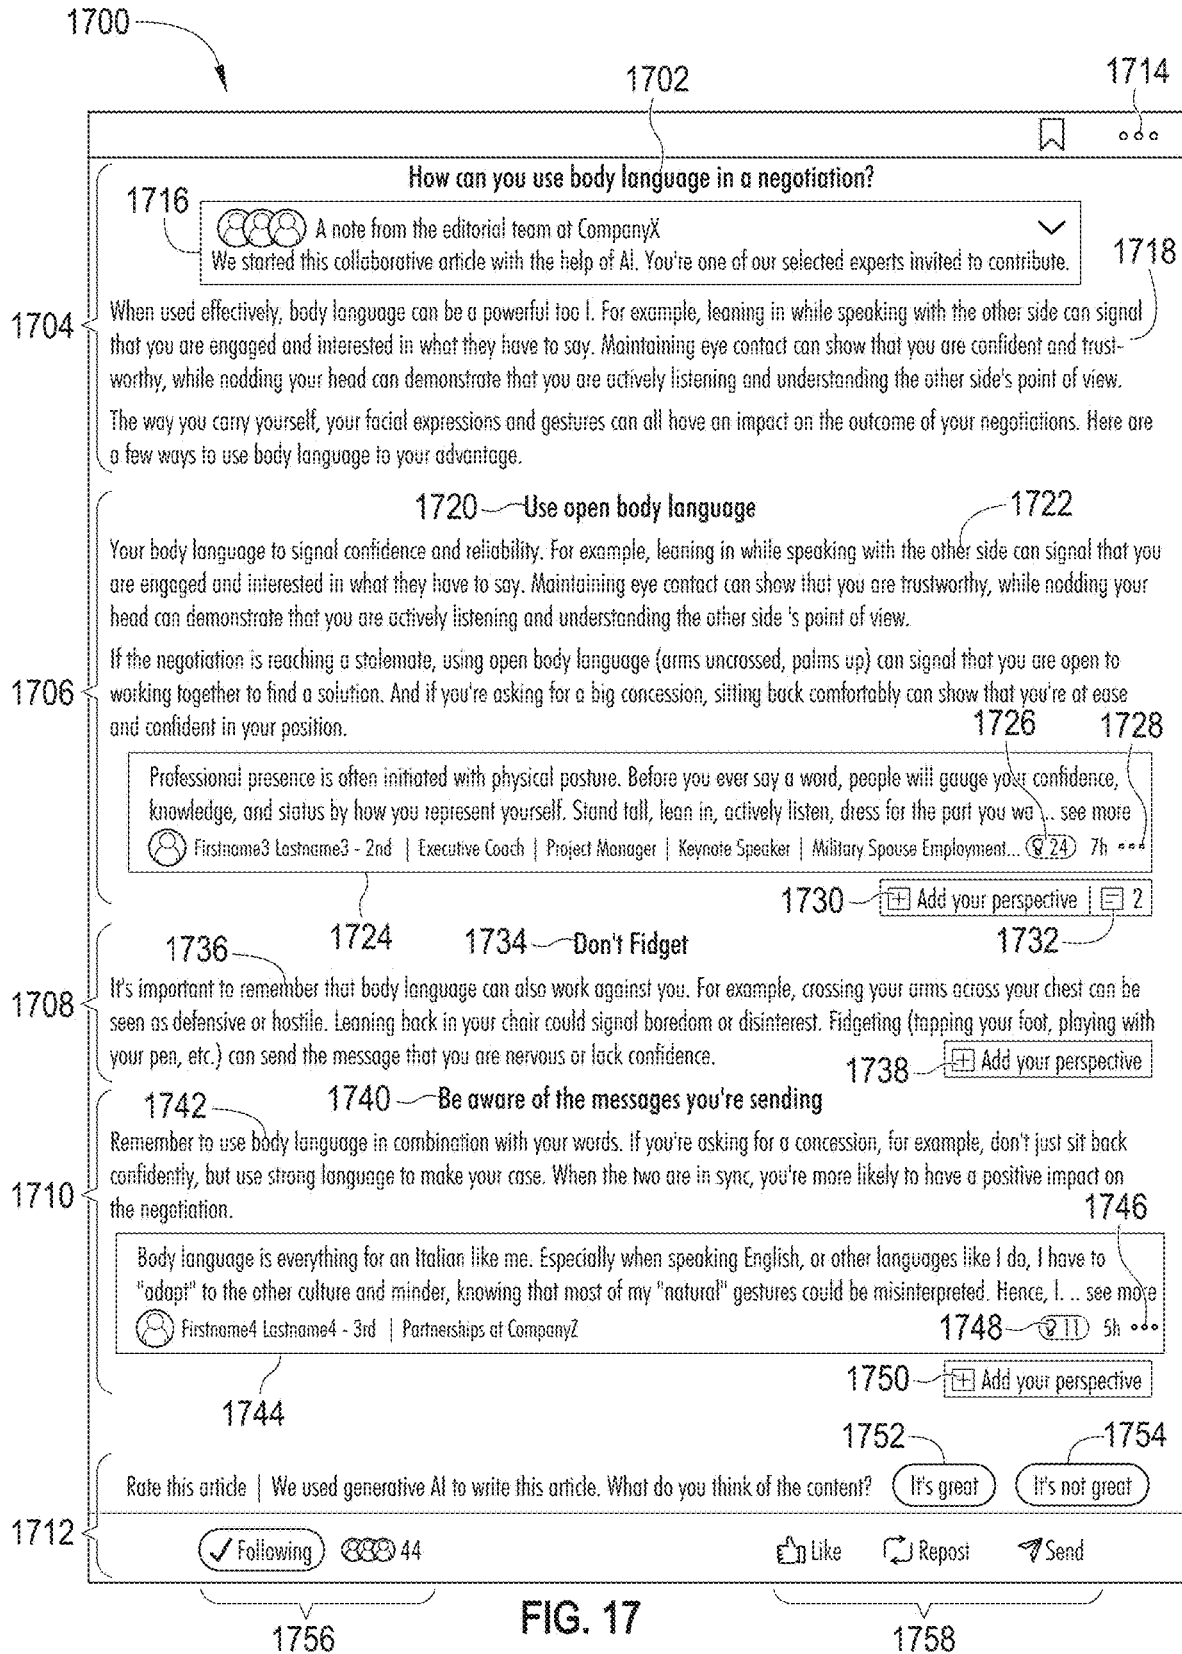 1700
1702
1714
How can you use body language in a negotiation?
1716
A note from the editorial team at CompanyX
We started this collaborative article with the help of AI. You're one of our selected experts invited to contribute.
1718
1704
When used effectively, body language can be a powerful too l. For example, leaning in while speaking with the other side can signal
that you are engaged and interested in what they have to say. Maintaining eye contact can show that you are confident and trust-
worthy, while nodding your head can demonstrate that you are actively listening and understanding the other side's point of view.
The way you carry yourself, your facial expressions and gestures can all have an impact on the outcome of your negotiations. Here are
a few ways to use body language to your advantage.
1720 Use open body language 1722
Your body language to signal confidence and reliability. For example, leaning in while speaking with the other side can signal that you
are engaged and interested in what they have to say. Maintaining eye contact can show that you are trustworthy, while nodding your
head can demonstrate that you are actively listening and understanding the other side 's point of view.
If the negotiation is reaching a stalemate, using open body language (arms uncrossed, palms up) can signal that you are open to
1706
working together to find a solution. And if you're asking for a big concession, sitting back comfortably can show that you're at ease
and confident in your position.
1726 1728
Professional presence is often initiated with physical posture. Before you ever say a word, people will gauge your confidence,
knowledge, and status by how you represent yourself. Stand tall, lean in, actively listen, dress for the part you wa ... see more
Firstname3 Lastname3 - 2nd | Executive Coach | Project Manager | Keynote Speaker | Military Spouse Employment... 24 7h
1730 Add your perspective | 2
1724
1732
1736
1734 Don't Fidget
1708
It's important to remember that body language can also work against you. For example, crossing your arms across your chest can be
seen as defensive or hostile. Leaning back in your chair could signal boredom or disinterest. Fidgeting (tapping your foot, playing with
your pen, etc.) can send the message that you are nervous or lack confidence.
1738 Add your perspective
1742
1740 Be aware of the messages you're sending
Remember to use body language in combination with your words. If you're asking for a concession, for example, don't just sit back
confidently, but use strong language to make your case. When the two are in sync, you're more likely to have a positive impact on
1710
the negotiation.
1746
Body language is everything for an Italian like me. Especially when speaking English, or other languages like I do, I have to
"adapt" to the other culture and minder, knowing that most of my "natural" gestures could be misinterpreted. Hence, I. .. see more
Firstname4 Lastname4 - 3rd | Partnerships at CompanyZ
1748 11 5h
1750 Add your perspective
1744
1752 1754
Rate this article | We used generative AI to write this article. What do you think of the content? It's great It's not great
1712
Following 44 Like Repost Send
1756
FIG. 17
1758